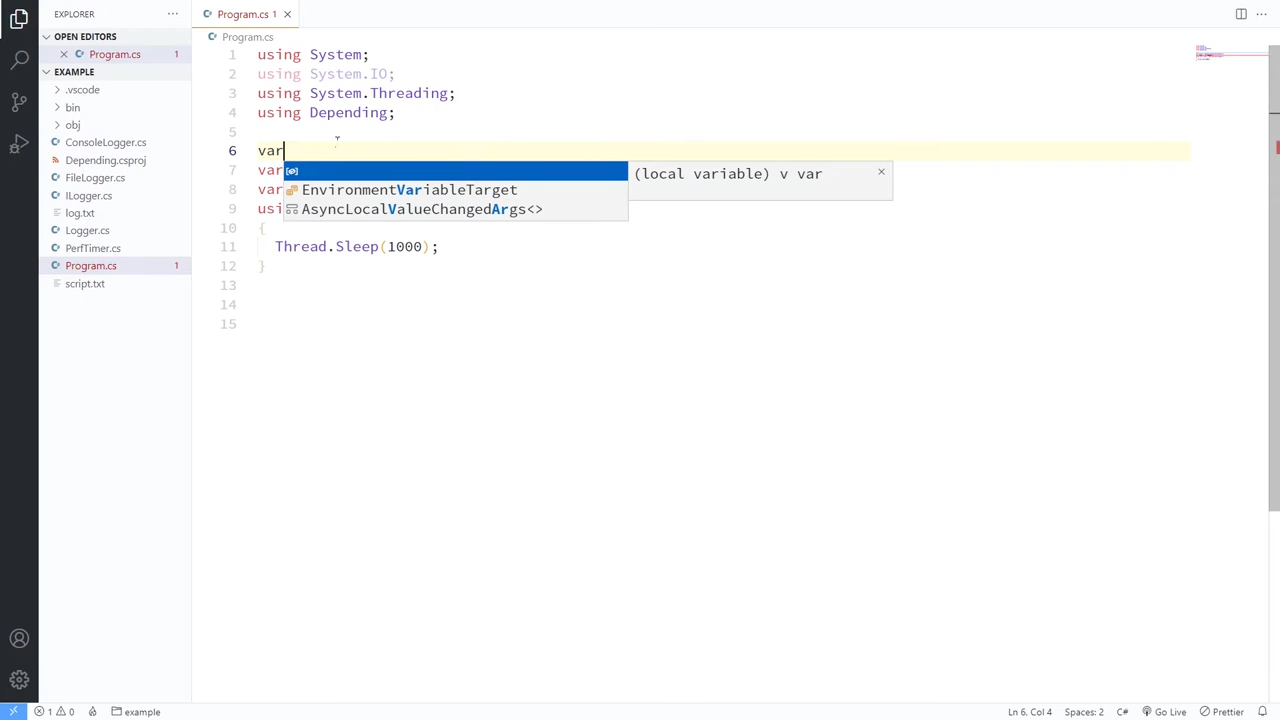 EXPLORER
Program.cs 1
OPEN EDITORS
Program.cs 1
Program.cs
EXAMPLE
.vscode
bin
obj
ConsoleLogger.cs
Depending.csproj
FileLogger.cs
ILogger.cs
log.txt
Logger.cs
PerfTimer.cs
Program.cs 1
script.txt
1 using System;
2 using System.IO;
3 using System.Threading;
4 using Depending;
5
6 var
7 var
8 var
9 usi
10 {
11 Thread.Sleep(1000);
12 }
13
14
15
EnvironmentVariableTarget
AsyncLocalValueChangedArgs<>
(local variable) v var
1 0 example Ln 6, Col 4 Spaces: 2 C# Go Live Prettier